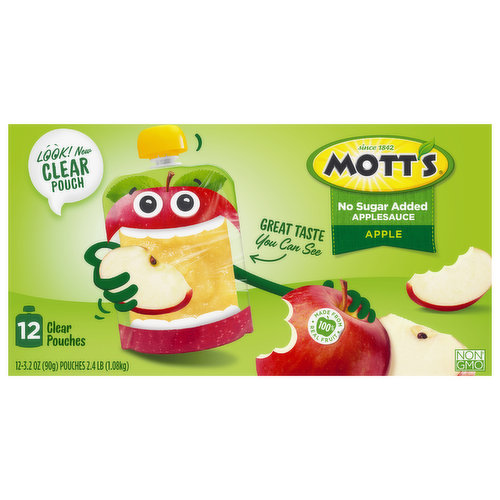 LOOK! New
CLEAR
POUCH
since 1842
MOTT'S®
No Sugar Added
APPLESAUCE
APPLE
GREAT TASTE
You Can See
MADE FROM
100%
REAL FRUIT
12
Clear
Pouches
12-3.2 OZ (90g) POUCHES 2.4 LB (1.08kg)
NON
GMO